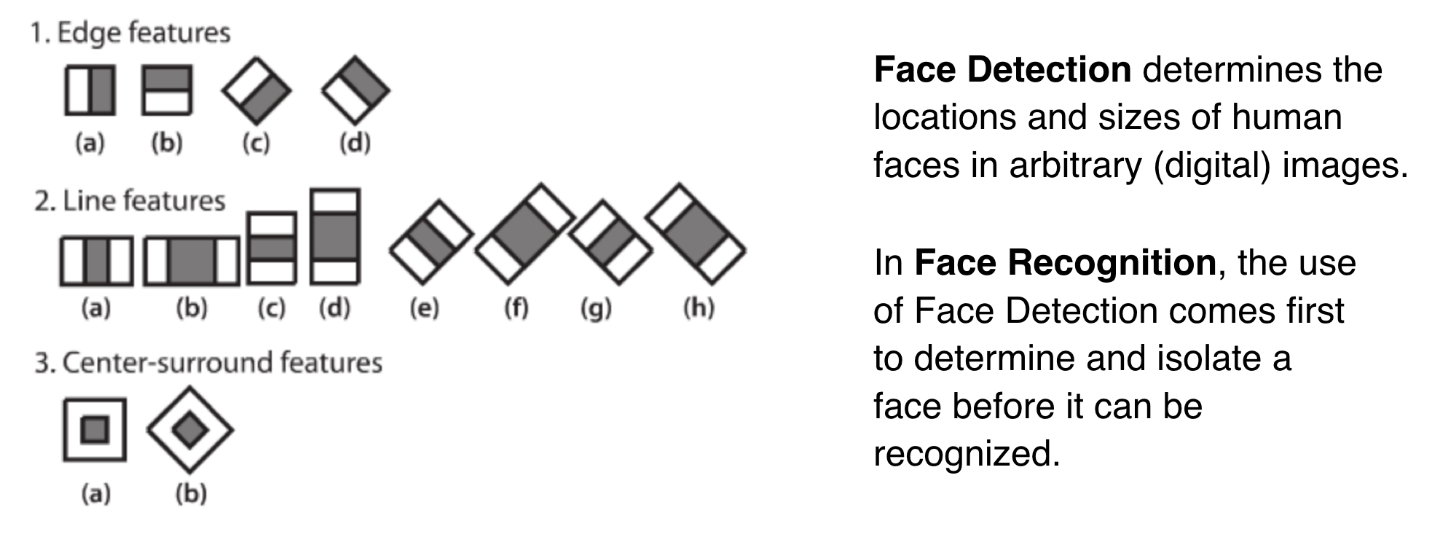 1. Edge features
(a) (b) (c) (d)
2. Line features
(a) (b) (c) (d) (e) (f) (g) (h)
3. Center-surround features
(a) (b)
Face Detection determines the
locations and sizes of human
faces in arbitrary (digital) images.
In Face Recognition, the use
of Face Detection comes first
to determine and isolate a
face before it can be
recognized.